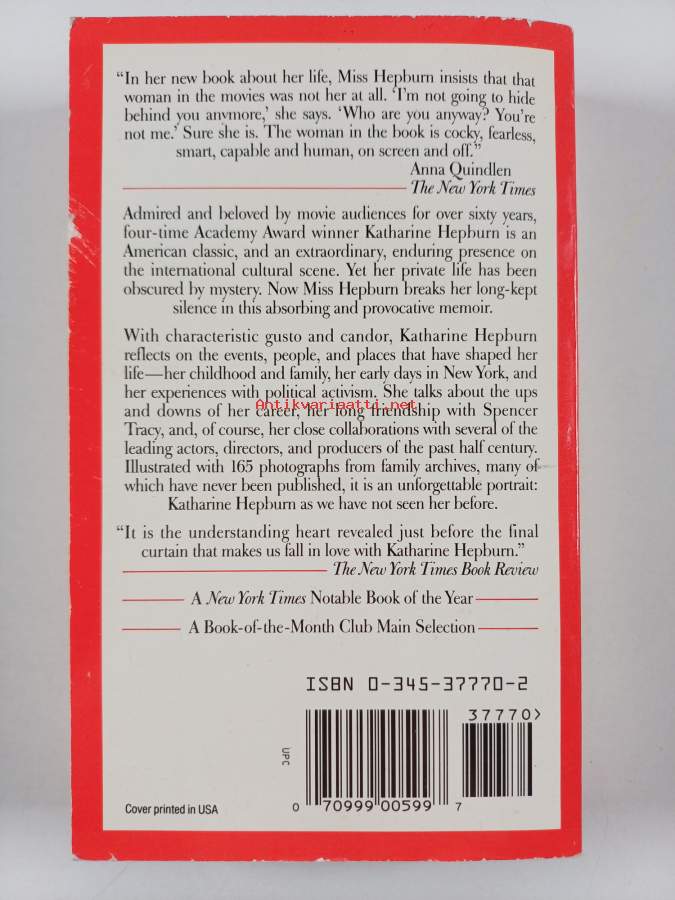 “In her new book about her life, Miss Hepburn insists that that
woman in the movies was not her at all. ‘I’m not going to hide
behind you anymore,’ she says. ‘Who are you anyway? You’re
not me.’ Sure she is. The woman in the book is cocky, fearless,
smart, capable and human, on screen and off.”
Anna Quindlen
The New York Times
Admired and beloved by movie audiences for over sixty years,
four-time Academy Award winner Katharine Hepburn is an
American classic, and an extraordinary, enduring presence on
the international cultural scene. Yet her private life has been
obscured by mystery. Now Miss Hepburn breaks her long-kept
silence in this absorbing and provocative memoir.
With characteristic gusto and candor, Katharine Hepburn
reflects on the events, people, and places that have shaped her
life—her childhood and family, her early days in New York, and
her experiences with political activism. She talks about the ups
and downs of her career, her long friendship with Spencer
Antikvariaatti.net
Tracy, and, of course, her close collaborations with several of the
leading actors, directors, and producers of the past half century.
Illustrated with 165 photographs from family archives, many of
which have never been published, it is an unforgettable portrait:
Katharine Hepburn as we have not seen her before.
“It is the understanding heart revealed just before the final
curtain that makes us fall in love with Katharine Hepburn.”
The New York Times Book Review
A New York Times Notable Book of the Year
A Book-of-the-Month Club Main Selection
ISBN 0-345-37770-2
37770>
UPC
0 70999 00599 7
Cover printed in USA